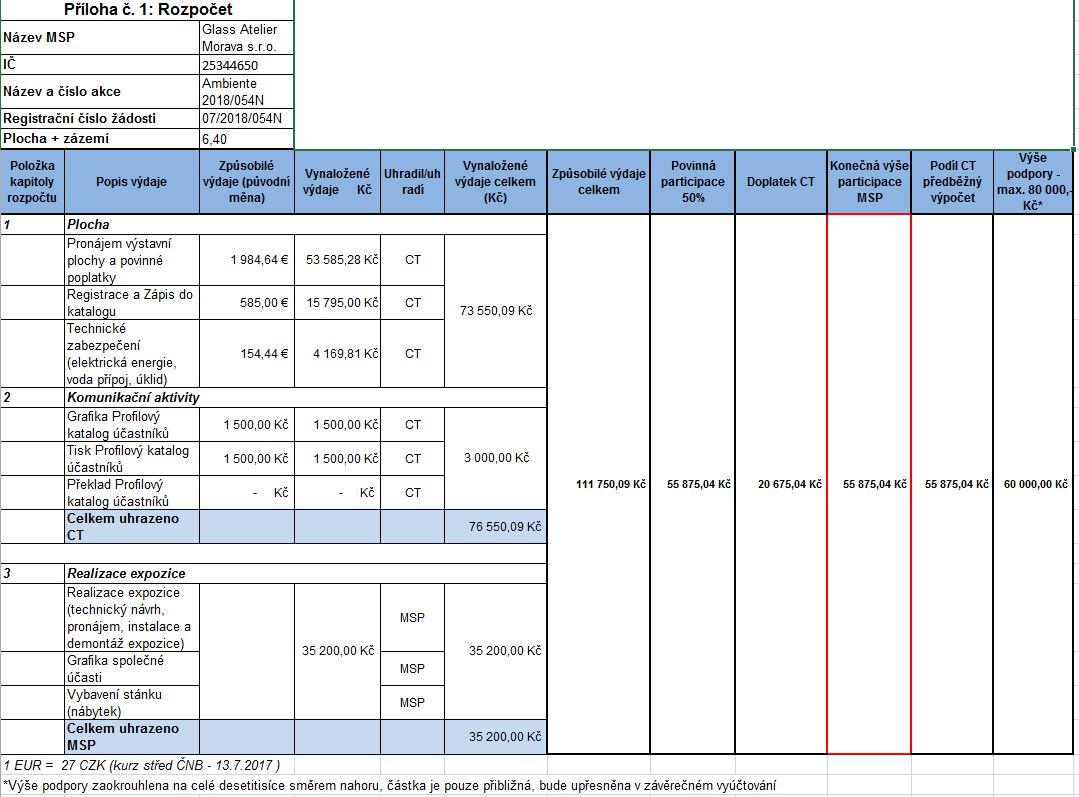 Příloha č. 1: Rozpočet
Název MSP
Glass Atelier
Morava s.r.o.
IČ
25344650
Název a číslo akce
Ambiente
2018/054N
Registrační číslo žádosti
07/2018/054N
Plocha + zázemí
6,40
Položka
kapitoly
rozpočtu
Popis výdaje
Způsobilé
výdaje (původní
měna)
Vynaložené
výdaje Kč
Uhradil/uh
radí
Vynaložené
výdaje celkem
(Kč)
Způsobilé výdaje
celkem
Povinná
participace
50%
Doplatek CT
Konečná výše
participace
MSP
Podíl CT
předběžný
výpočet
Výše
podpory -
max. 80 000,-
Kč*
1 Plocha
Pronájem výstavní
plochy a povinné
poplatky
1 984,64 € 53 585,28 Kč CT
Registrace a Zápis do
katalogu
585,00 € 15 795,00 Kč CT
73 550,09 Kč
Technické
zabezpečení
(elektrická energie,
voda přípoj, úklid)
154,44 € 4 169,81 Kč CT
2 Komunikační aktivity
Grafika Profilový
katalog účastníků
1 500,00 Kč 1 500,00 Kč CT
Tisk Profilový katalog
účastníků
1 500,00 Kč 1 500,00 Kč CT
3 000,00 Kč
Překlad Profilový
katalog účastníků
- Kč - Kč CT
111 750,09 Kč 55 875,04 Kč 20 675,04 Kč 55 875,04 Kč 55 875,04 Kč 60 000,00 Kč
Celkem uhrazeno
CT
76 550,09 Kč
3 Realizace expozice
Realizace expozice
(technický návrh,
pronájem, instalace a
demontáž expozice)
MSP
35 200,00 Kč
35 200,00 Kč
Grafika společné
účasti
MSP
Vybavení stánku
(nábytek)
MSP
Celkem uhrazeno
MSP
35 200,00 Kč
1 EUR = 27 CZK (kurz střed ČNB - 13.7.2017 )
*Výše podpory zaokrouhlena na celé desetitisíce směrem nahoru, částka je pouze přibližná, bude upřesněna v závěrečném vyúčtování